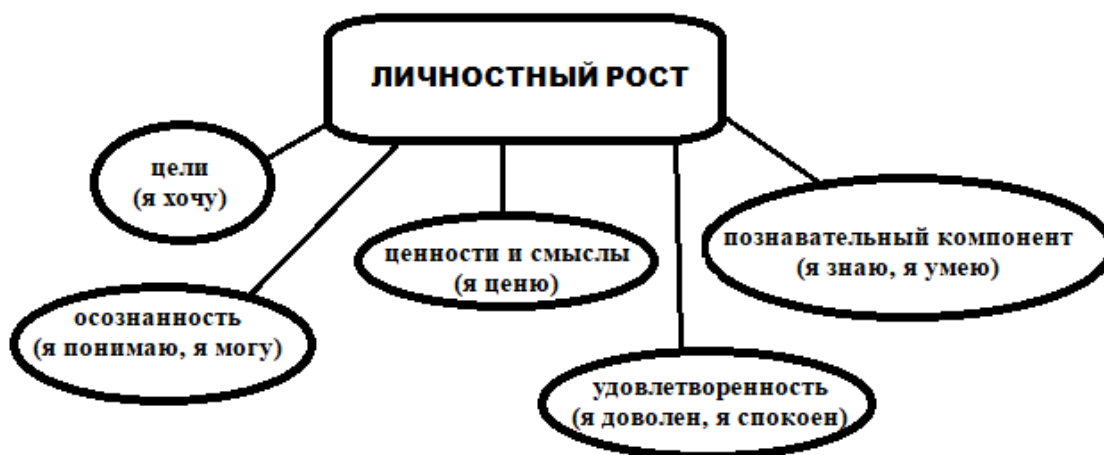 ЛИЧНОСТНЫЙ РОСТ
цели
(я хочу)
осознанность
(я понимаю, я могу)
ценности и смыслы
(я ценю)
удовлетворенность
(я доволен, я спокоен)
познавательный компонент
(я знаю, я умею)